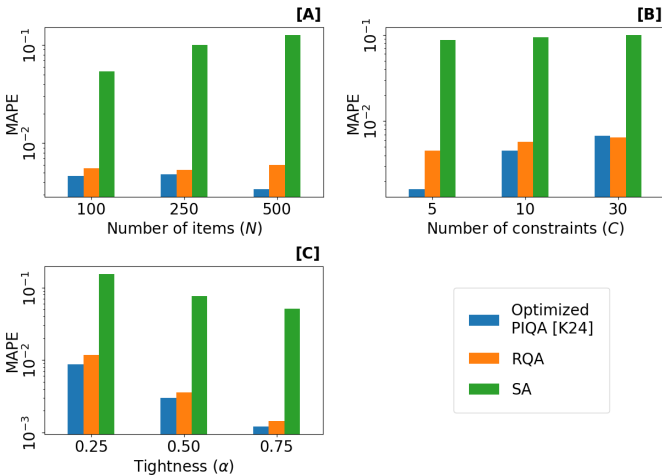 [A]
MAPE
10⁻¹
10⁻²
100 250 500
Number of items (N)
[B]
MAPE
10⁻¹
10⁻²
5 10 30
Number of constraints (C)
[C]
MAPE
10⁻¹
10⁻²
10⁻³
0.25 0.50 0.75
Tightness (α)
Optimized
PIQA [K24]
RQA
SA